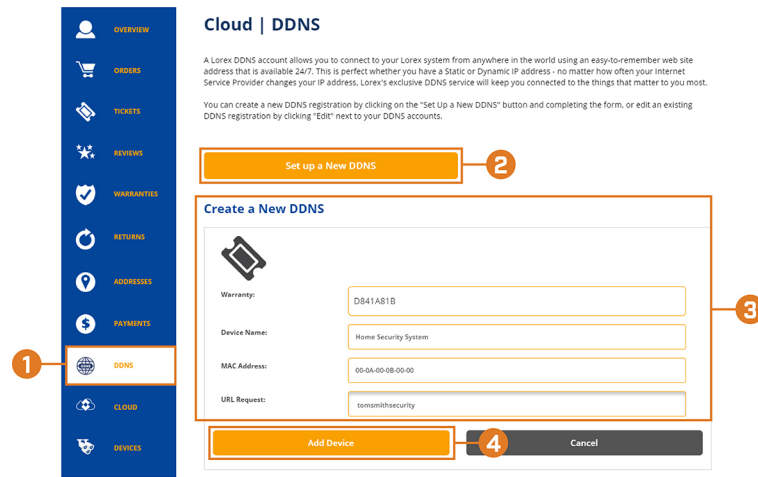 OVERVIEW
ORDERS
TICKETS
REVIEWS
WARRANTIES
RETURNS
ADDRESSES
PAYMENTS
1
DDNS
CLOUD
DEVICES
Cloud | DDNS
A Lorex DDNS account allows you to connect to your Lorex system from anywhere in the world using an easy-to-remember web site
address that is available 24/7. This is perfect whether you have a Static or Dynamic IP address - no matter how often your Internet
Service Provider changes your IP address, Lorex's exclusive DDNS service will keep you connected to the things that matter to you most.
You can create a new DDNS registration by clicking on the "Set Up a New DDNS" button and completing the form, or edit an existing
DDNS registration by clicking "Edit" next to your DDNS accounts.
Set up a New DDNS
2
Create a New DDNS
Warranty:
D841A81B
3
Device Name:
Home Security System
MAC Address:
00-0A-00-0B-00-00
URL Request:
tomsmithsecurity
Add Device
4
Cancel